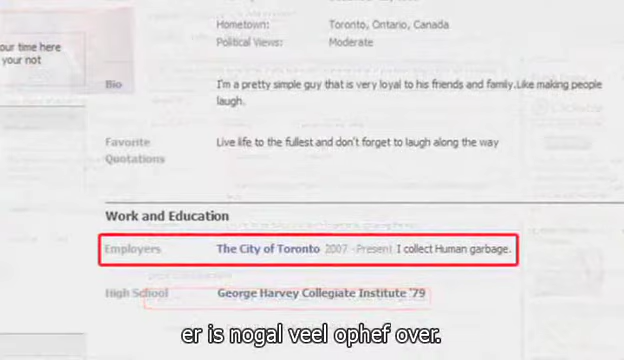 Hometown: Toronto, Ontario, Canada
Political Views: Moderate
our time here
your not
Bio I'm a pretty simple guy that is very loyal to his friends and family.Like making people
laugh.
Favorite Live life to the fullest and don't forget to laugh along the way
Quotations
Work and Education
Employers The City of Toronto 2007 - Present I collect Human garbage.
High School George Harvey Collegiate Institute '79
er is nogal veel ophef over.